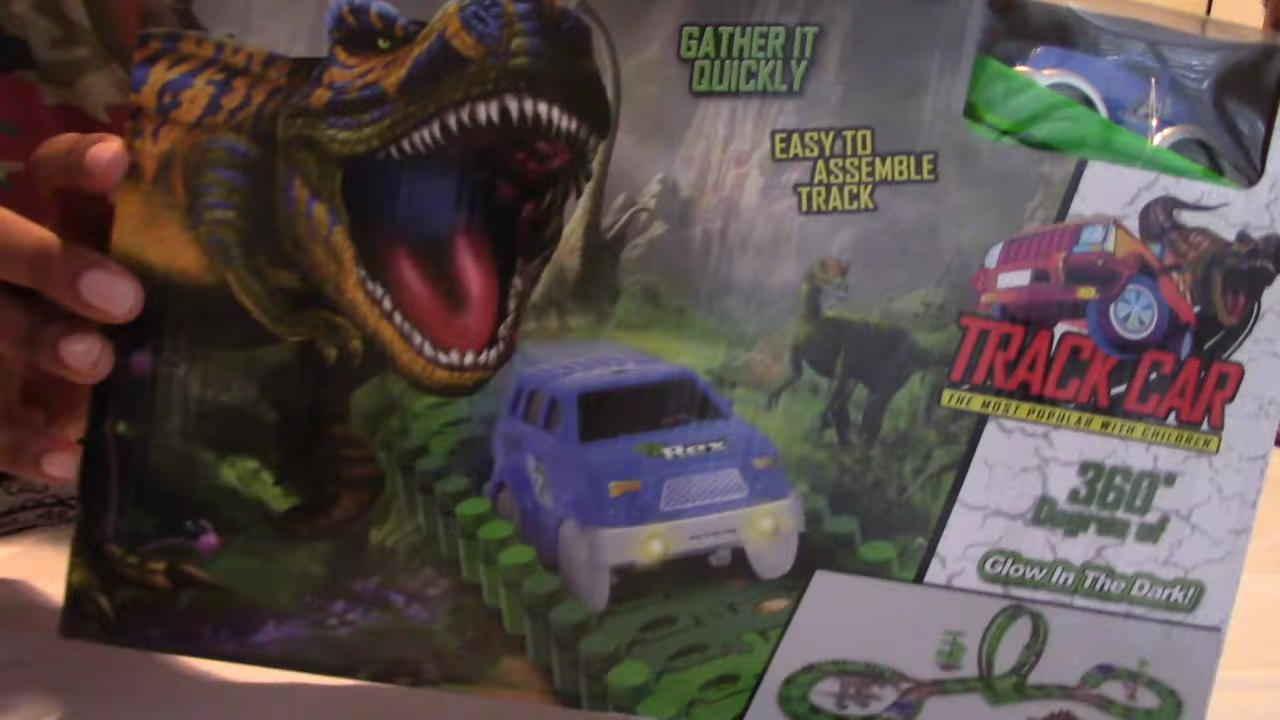 GATHER IT
QUICKLY
EASY TO
ASSEMBLE
TRACK
TRACK CAR
THE MOST POPULAR WITH CHILDREN
Rex
360°
Degree of
Glow In The Dark!